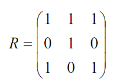 R = ( 1 1 1
0 1 0
1 0 1 )